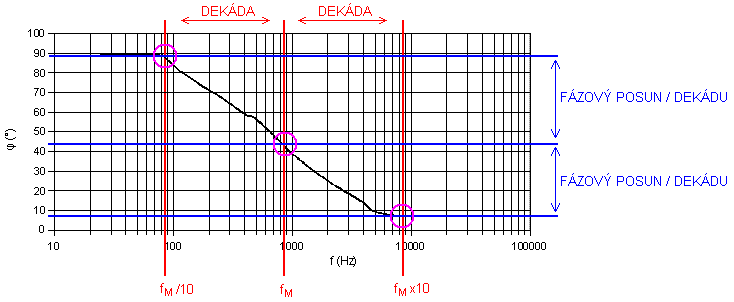 DEKÁDA DEKÁDA
100
90
80
70
60
50
40
30
20
10
0
φ (°)
FÁZOVÝ POSUN / DEKÁDU
FÁZOVÝ POSUN / DEKÁDU
10 100 1000 10000 100000
f (Hz)
fM /10 fM fM x10